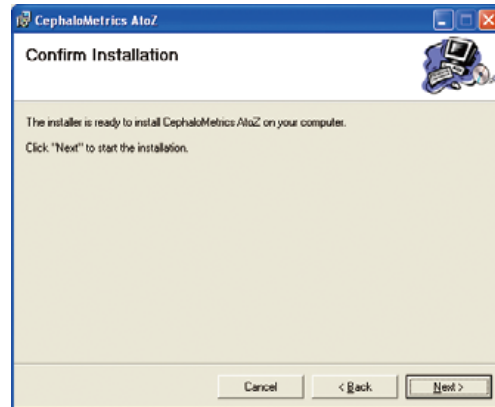 CephaloMetrics AtoZ
Confirm Installation
The installer is ready to install CephaloMetrics AtoZ on your computer.
Click "Next" to start the installation.
Cancel
< Back
Next >